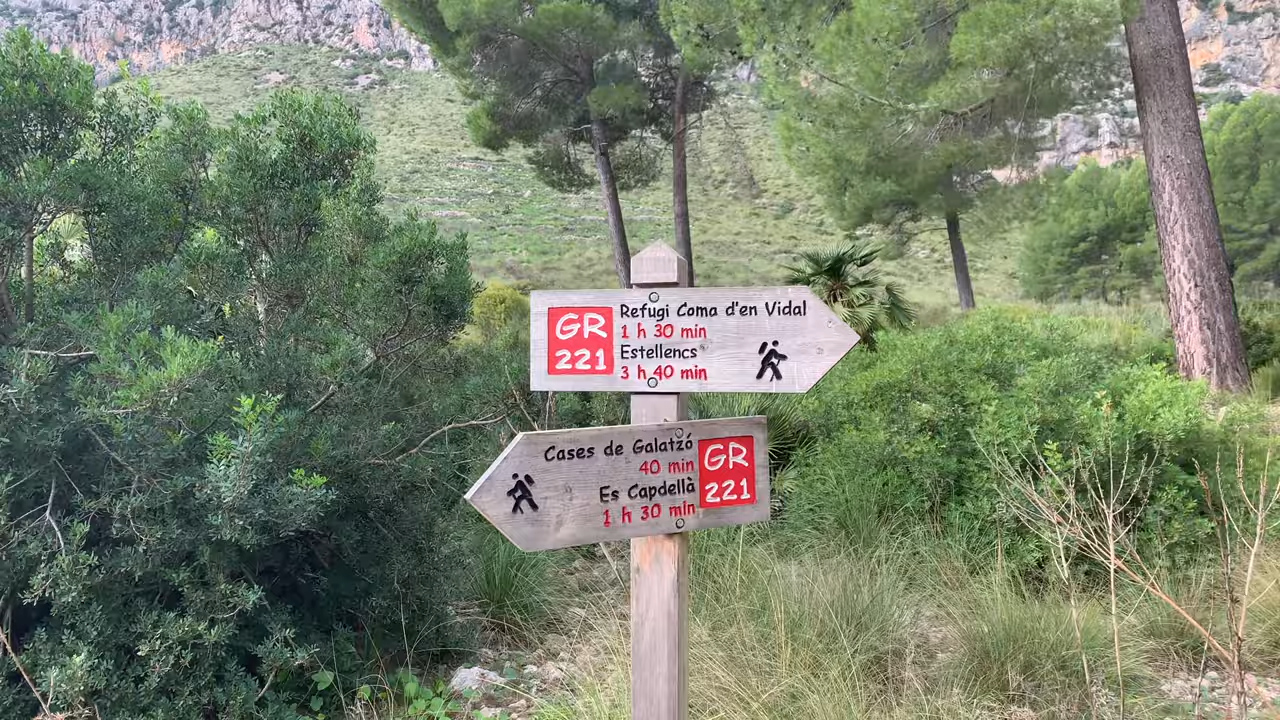 GR
221
Refugi Coma d'en Vidal
1 h 30 min
Estellencs
3 h 40 min
Cases de Galatzó
40 min
Es Capdellà
1 h 30 min
GR
221